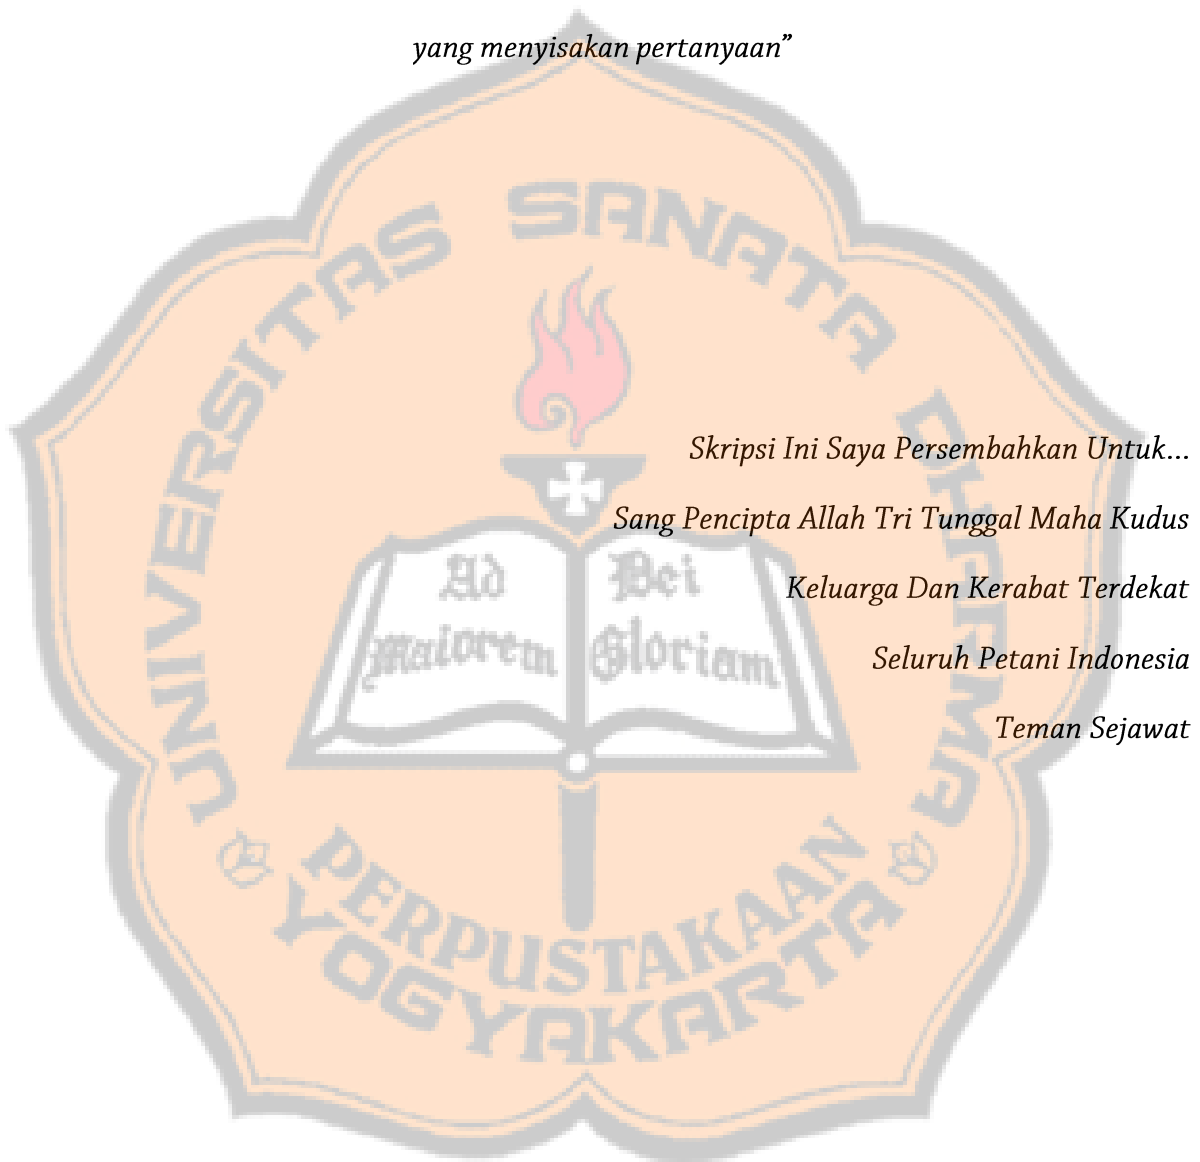 yang menyisakan pertanyaan”
UNIVERSITAS SANATA DHARMA
Skripsi Ini Saya Persembahkan Untuk...
Sang Pencipta Allah Tri Tunggal Maha Kudus
Ad Dei
Keluarga Dan Kerabat Terdekat
Maiorem Gloriam
Seluruh Petani Indonesia
Teman Sejawat
PERPUSTAKAAN
YOGYAKARTA